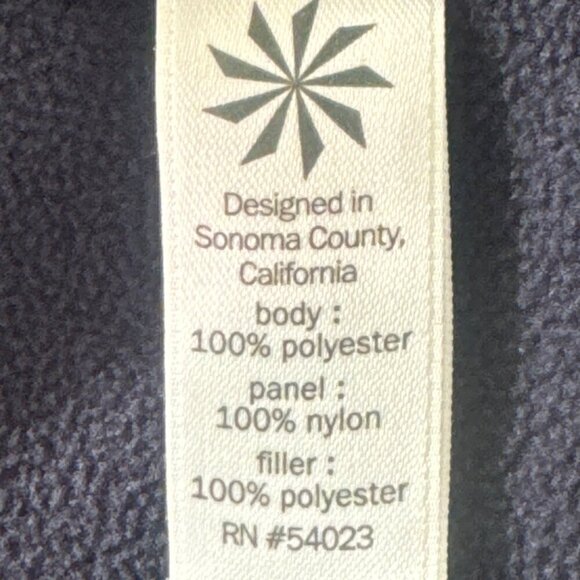 Designed in
Sonoma County,
California
body :
100% polyester
panel :
100% nylon
filler :
100% polyester
RN #54023